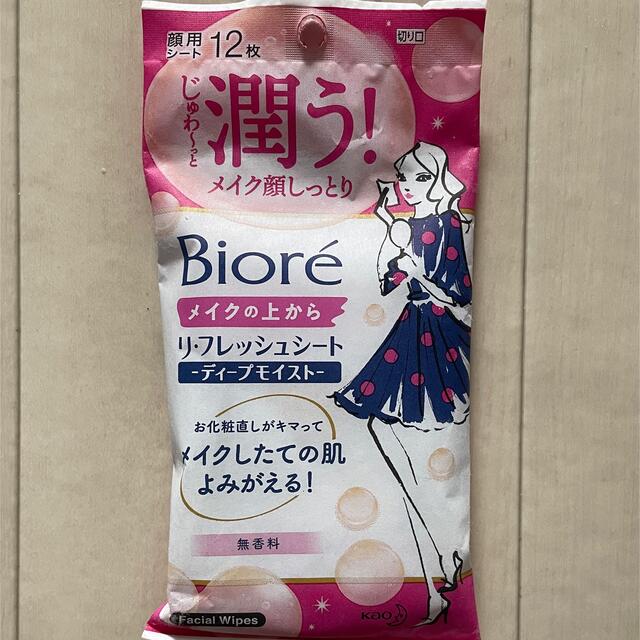 顔用
シート 12枚
切り口
じゅわ〜っと
潤う!
メイク顔しっとり
Bioré
メイクの上から
リ・フレッシュシート
-ディープモイスト-
お化粧直しがキマって
メイクしたての肌
よみがえる!
無香料
Facial Wipes
Kao